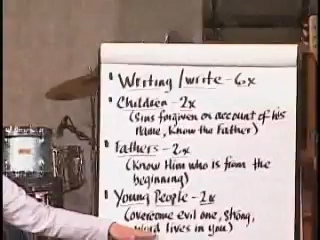 • Writing / write - 6x
• Children - 2x
(Sins forgiven on account of his
name, Know the Father)
• Fathers - 2x
(Know Him who is from the
beginning)
• Young People - 2x
(overcome evil one, strong,
word lives in you)